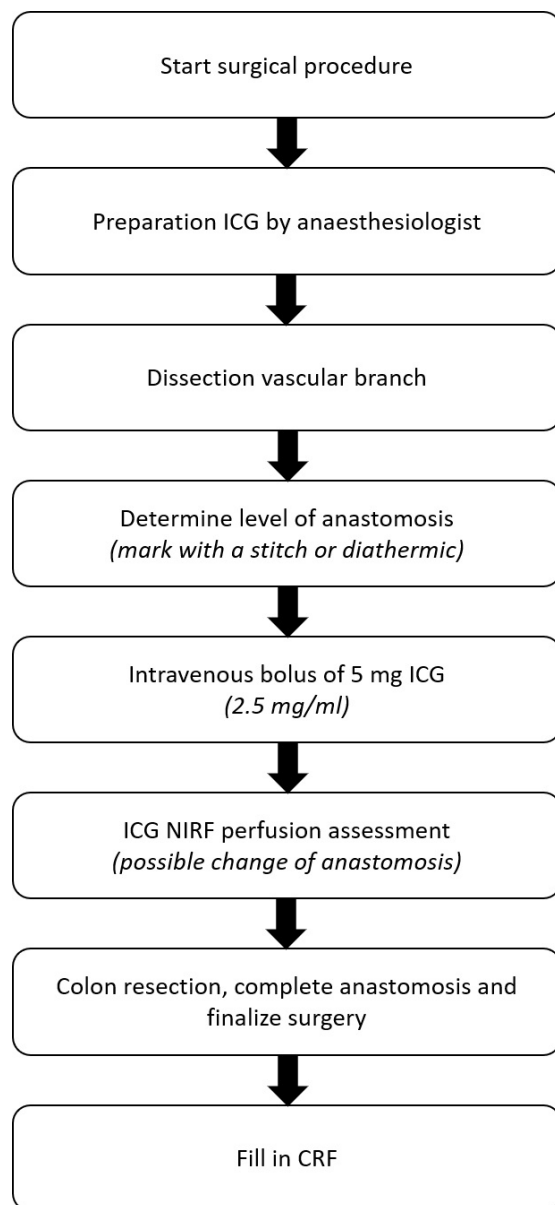 Start surgical procedure
Preparation ICG by anaesthesiologist
Dissection vascular branch
Determine level of anastomosis
(mark with a stitch or diathermic)
Intravenous bolus of 5 mg ICG
(2.5 mg/ml)
ICG NIRF perfusion assessment
(possible change of anastomosis)
Colon resection, complete anastomosis and
finalize surgery
Fill in CRF